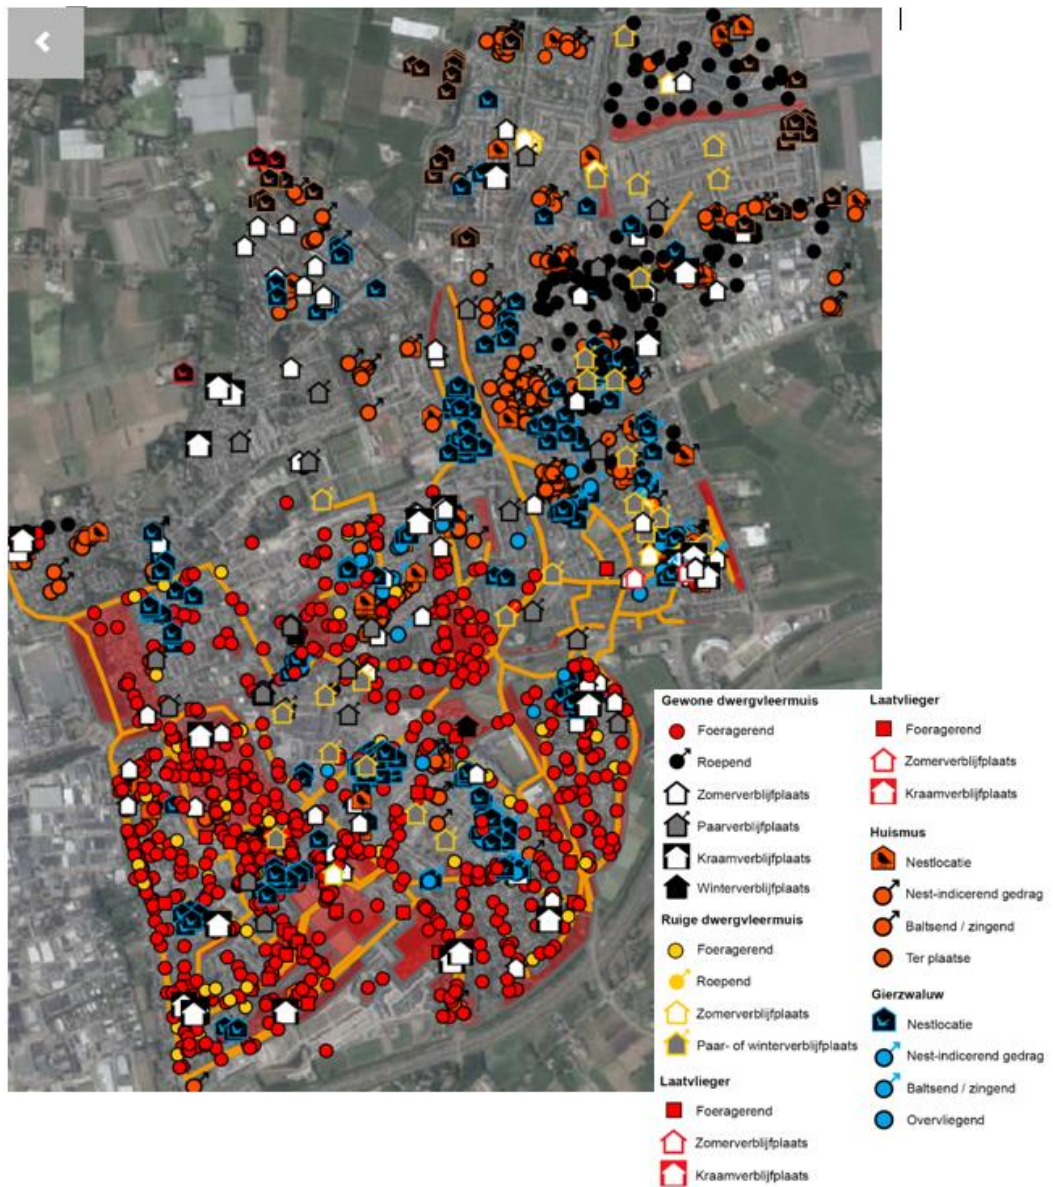 Gewone dwergvleermuis
Foeragerend
Roepend
Zomerverblijfplaats
Paarverblijfplaats
Kraamverblijfplaats
Winterverblijfplaats
Ruige dwergvleermuis
Foeragerend
Roepend
Zomerverblijfplaats
Paar- of winterverblijfplaats
Laatvlieger
Foeragerend
Zomerverblijfplaats
Kraamverblijfplaats
Laatvlieger
Foeragerend
Zomerverblijfplaats
Kraamverblijfplaats
Huismus
Nestlocatie
Nest-indicerend gedrag
Baltsend / zingend
Ter plaatse
Gierzwaluw
Nestlocatie
Nest-indicerend gedrag
Baltsend / zingend
Overvliegend